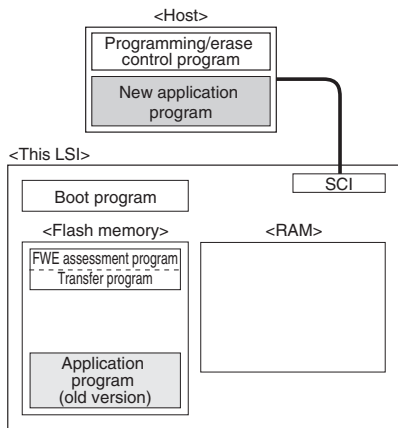 <Host>
Programming/erase
control program
New application
program
<This LSI>
SCI
Boot program
<Flash memory>
<RAM>
FWE assessment program
Transfer program
Application
program
(old version)